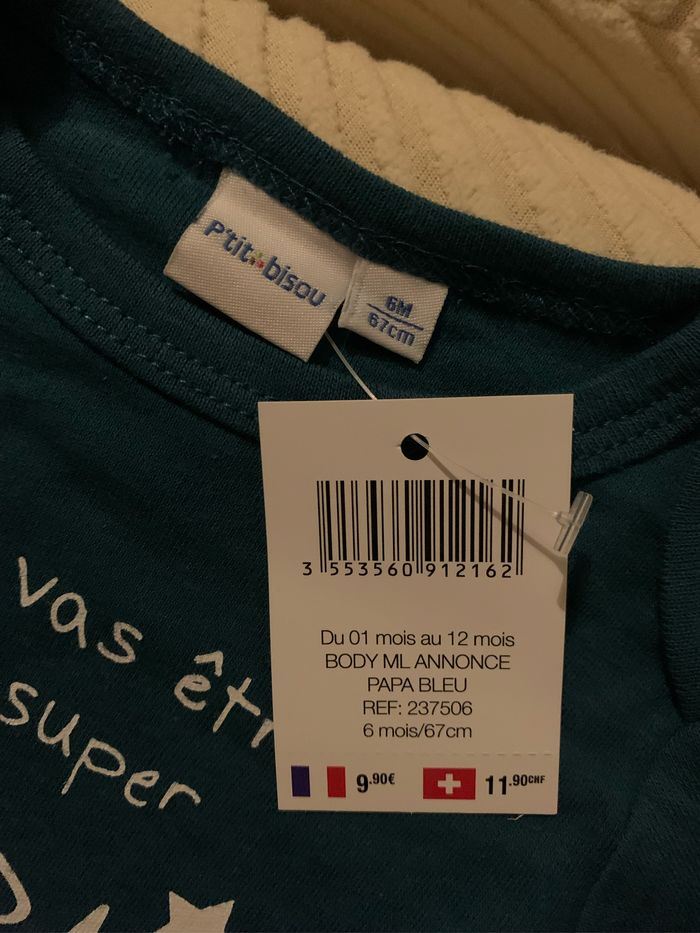 P'tit bisou
6M
67cm
3 553560 912162
Du 01 mois au 12 mois
BODY ML ANNONCE
PAPA BLEU
REF: 237506
6 mois/67cm
9.90€ 11.90CHF
vas êtr
super